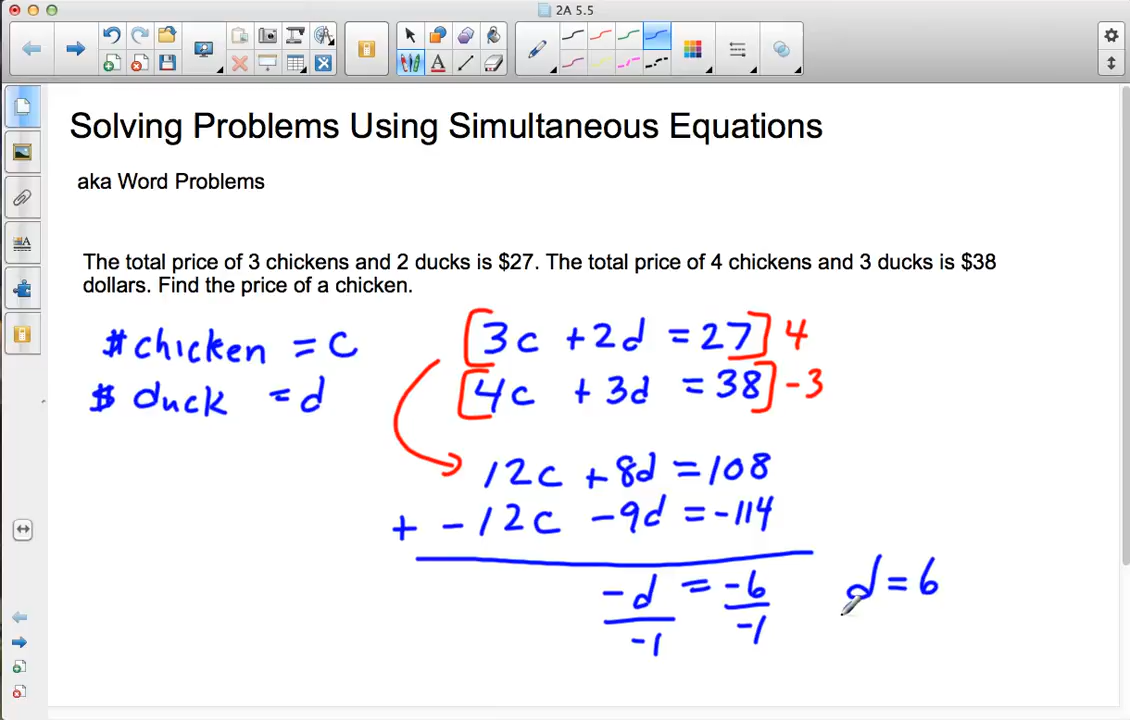 2A 5.5
Solving Problems Using Simultaneous Equations
aka Word Problems
The total price of 3 chickens and 2 ducks is $27. The total price of 4 chickens and 3 ducks is $38
dollars. Find the price of a chicken.
$ chicken = c
$ duck = d
[3c + 2d = 27] 4
[4c + 3d = 38] -3
12c + 8d = 108
+ -12c - 9d = -114
-d = -6
-1 -1
d = 6